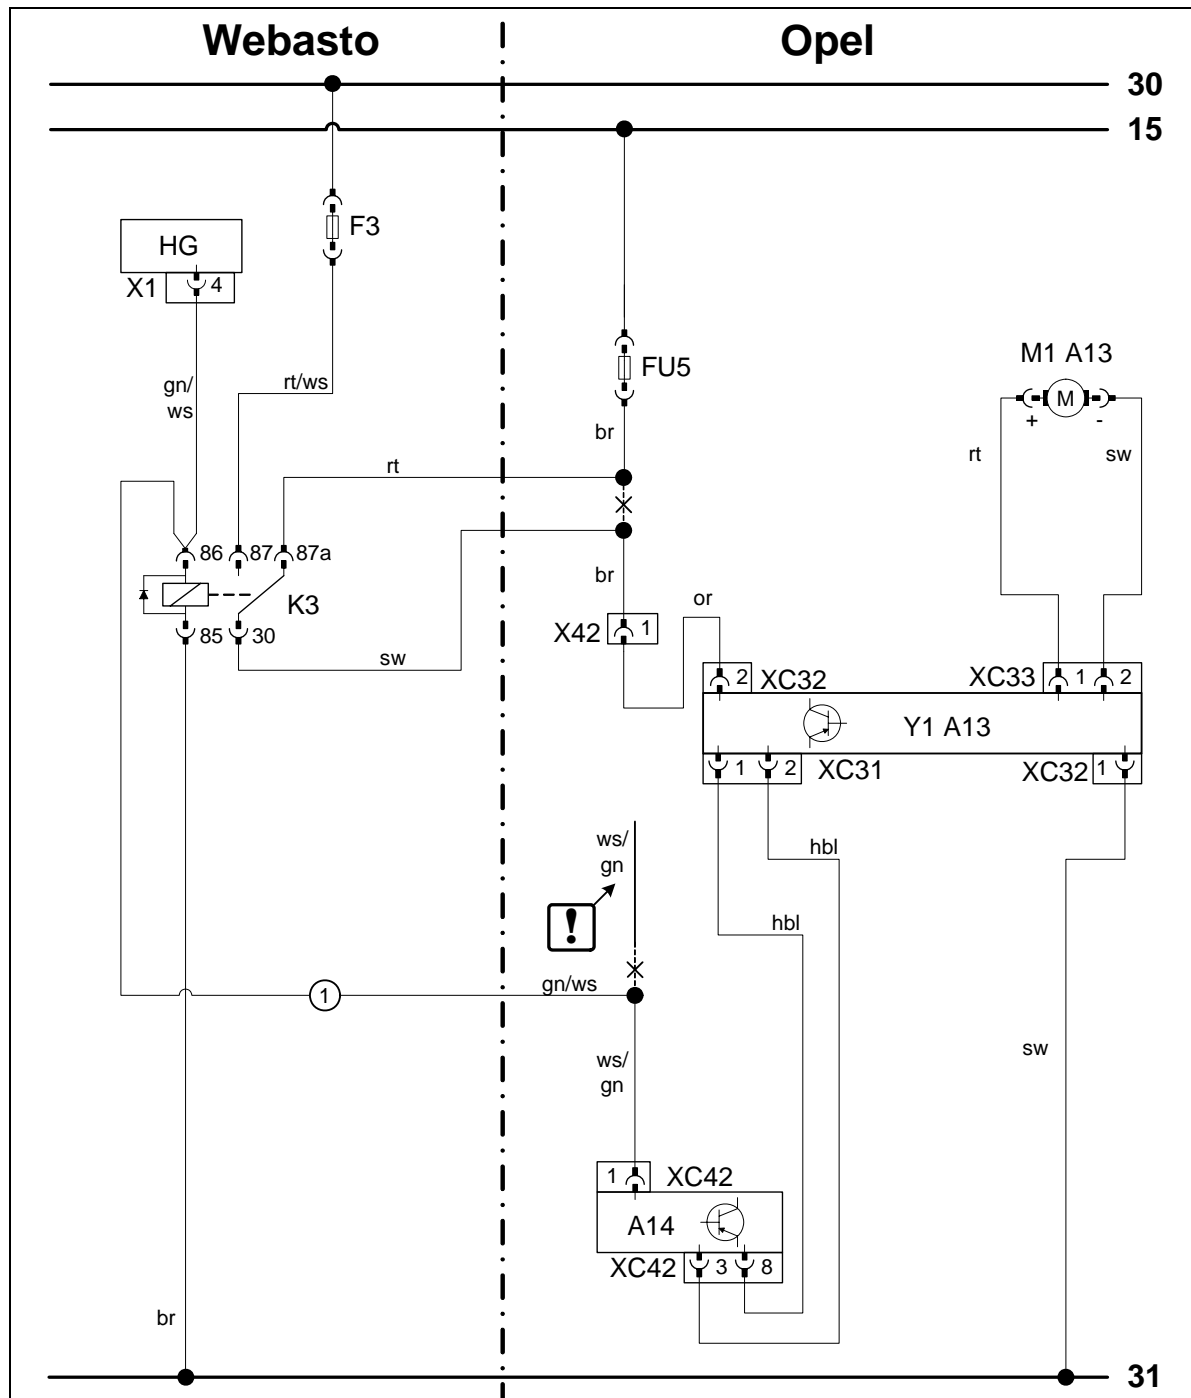 Webasto
Opel
30
15
F3
HG
X1
4
FU5
M1 A13
M
+
-
gn/
ws
rt/ws
br
rt
rt
sw
86
87
87a
K3
85
30
sw
br
X42
1
or
2
XC32
XC33
1
2
Y1 A13
1
2
XC31
XC32
1
ws/
gn
hbl
!
hbl
gn/ws
1
ws/
gn
sw
1
XC42
A14
XC42
3
8
br
31